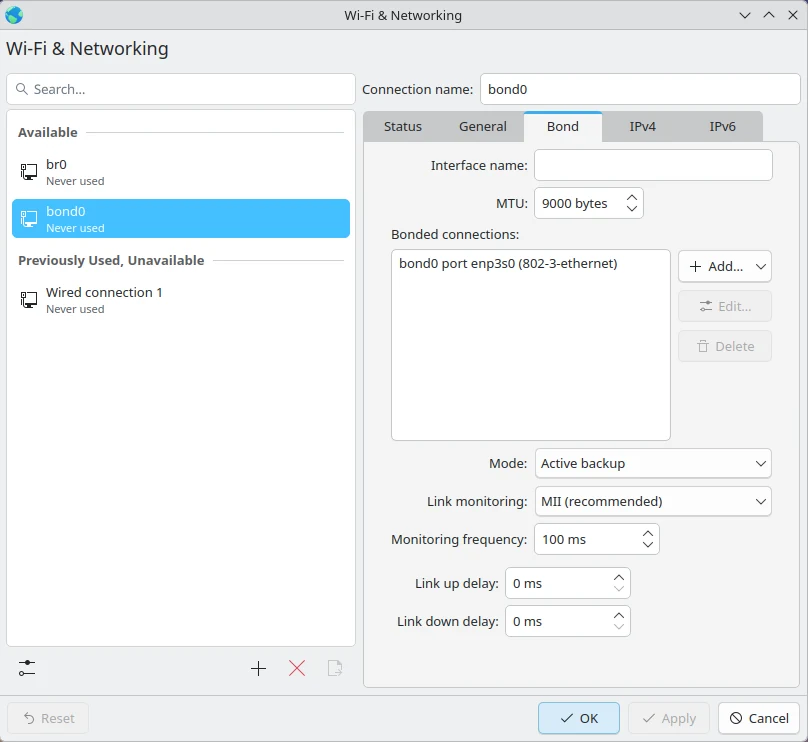 Wi-Fi & Networking
Wi-Fi & Networking
Search...
Connection name: bond0
Available
br0
Never used
bond0
Never used
Previously Used, Unavailable
Wired connection 1
Never used
Status General Bond IPv4 IPv6
Interface name:
MTU: 9000 bytes
Bonded connections:
bond0 port enp3s0 (802-3-ethernet)
Add...
Edit...
Delete
Mode: Active backup
Link monitoring: MII (recommended)
Monitoring frequency: 100 ms
Link up delay: 0 ms
Link down delay: 0 ms
Reset OK Apply Cancel